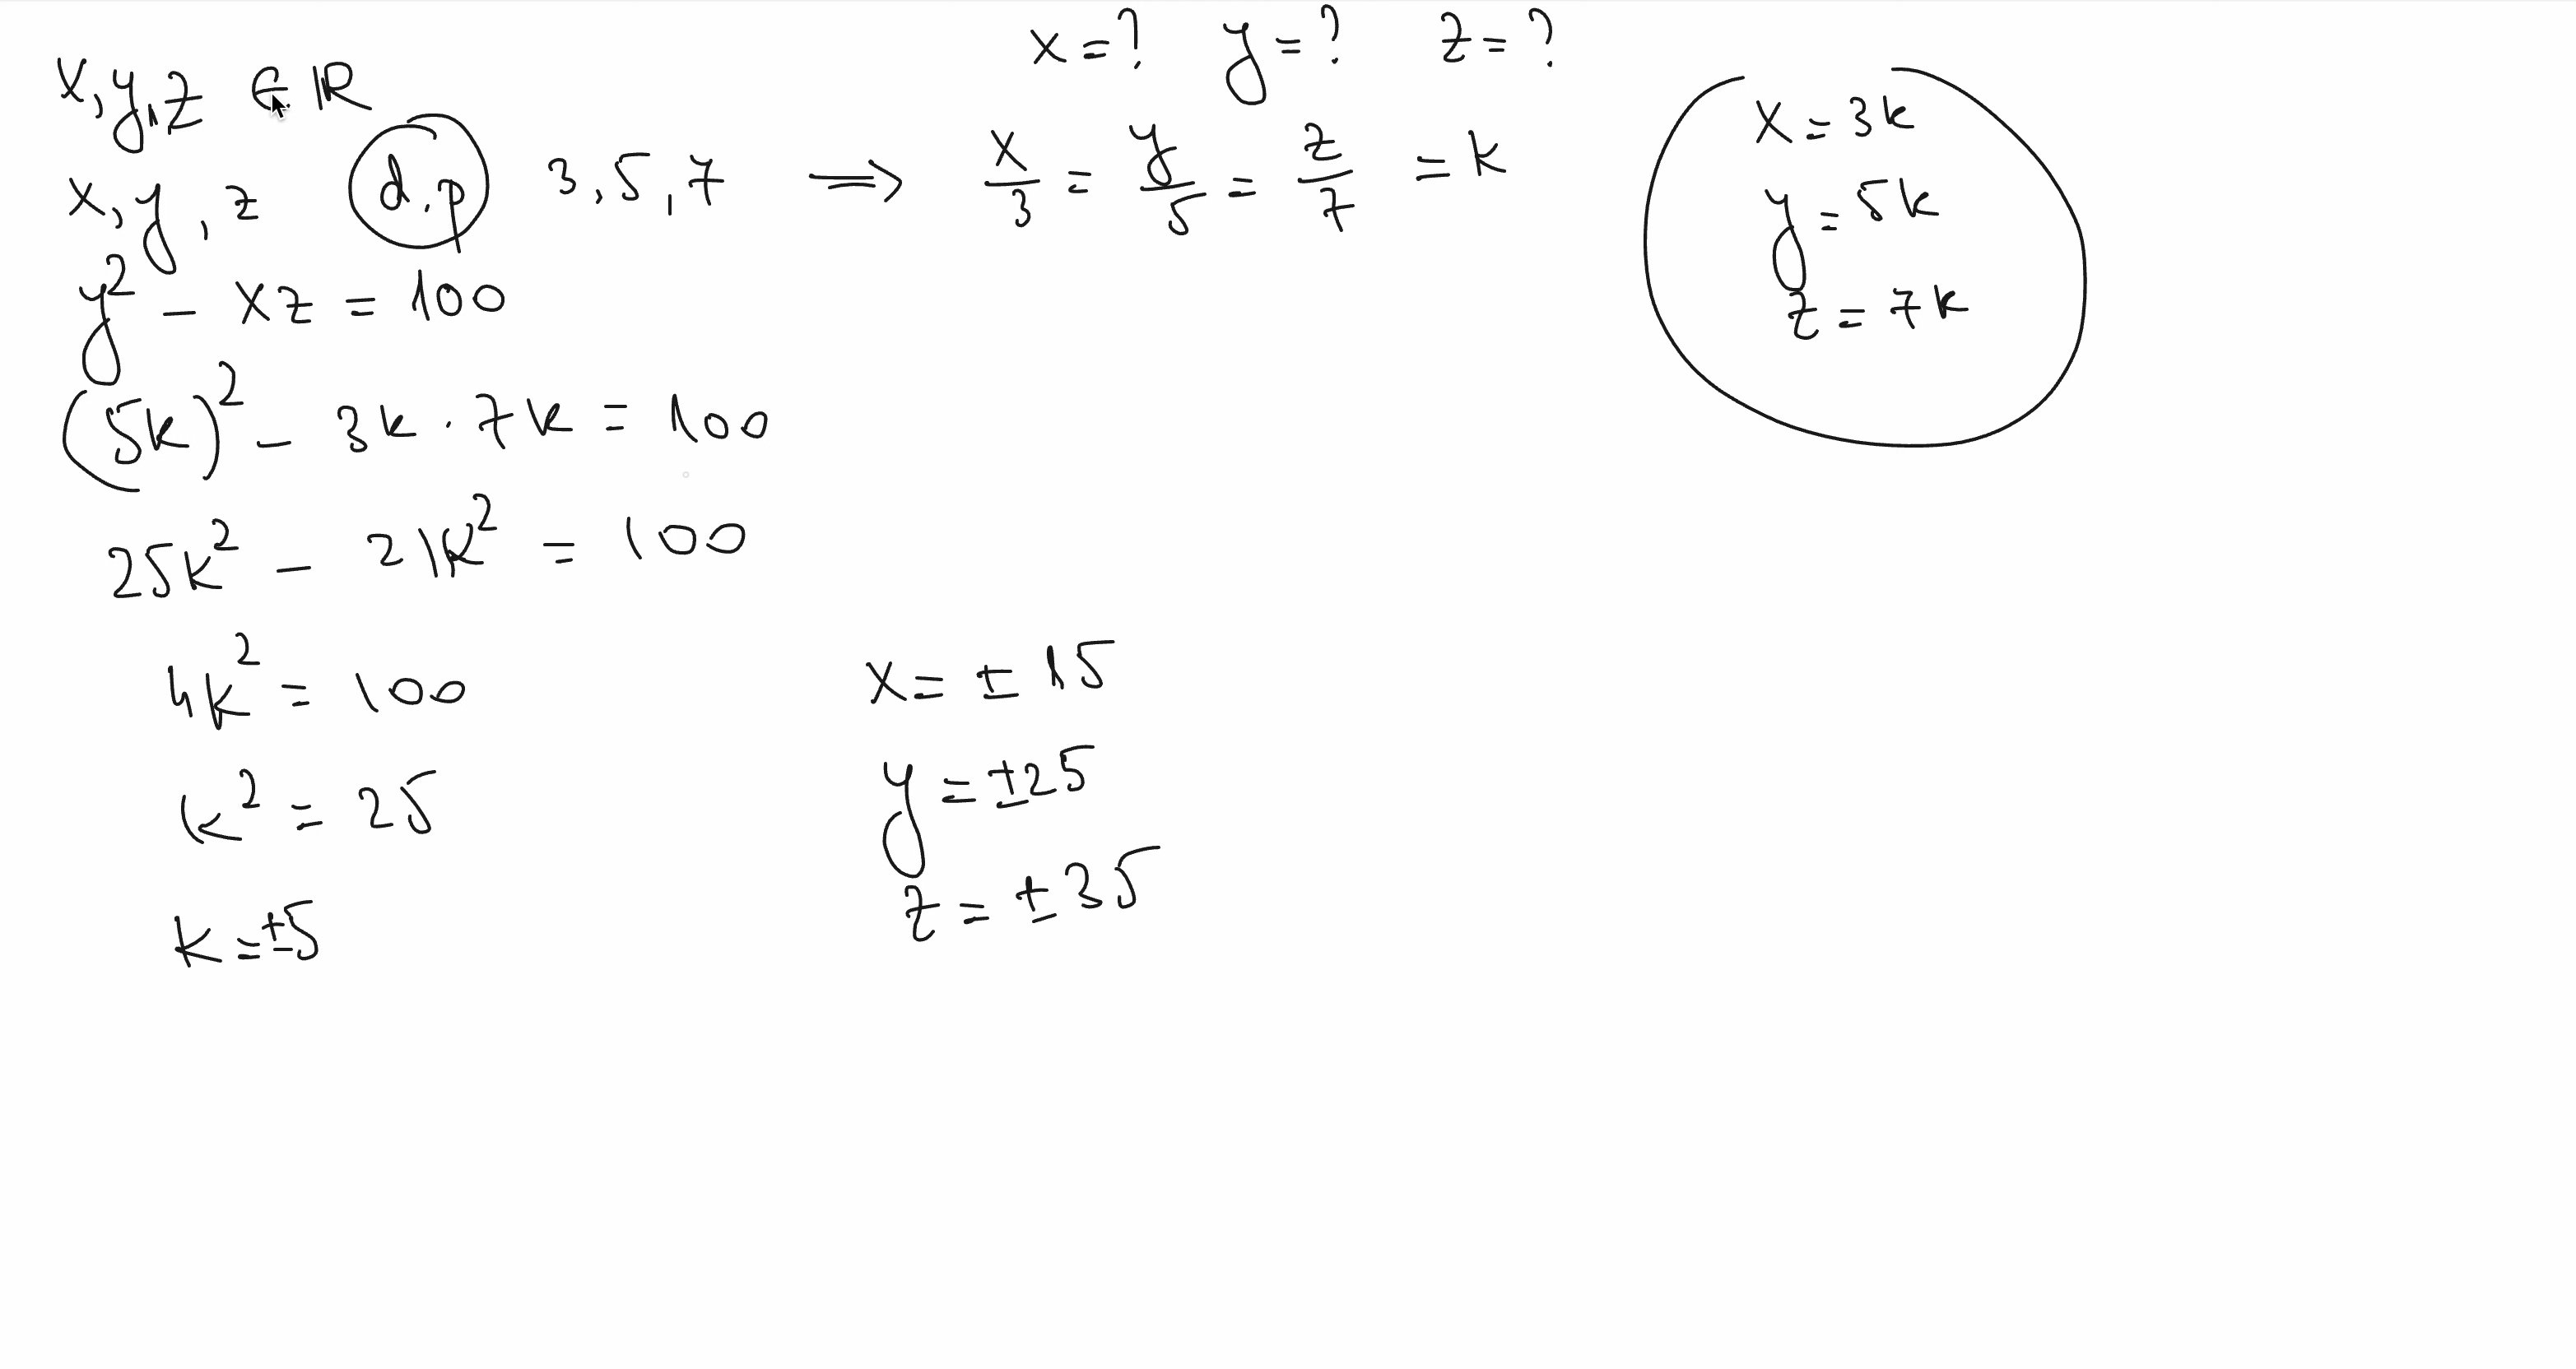 x = ? y = ? z = ?
x, y, z ∈ ℝ
x, y, z d.p 3, 5, 7 ⟹ x/3 = y/5 = z/7 = k
x = 3k
y = 5k
z = 7k
y² - xz = 100
(5k)² - 3k · 7k = 100
25k² - 21k² = 100
4k² = 100
k² = 25
k = ±5
x = ± 15
y = ±25
z = ± 35